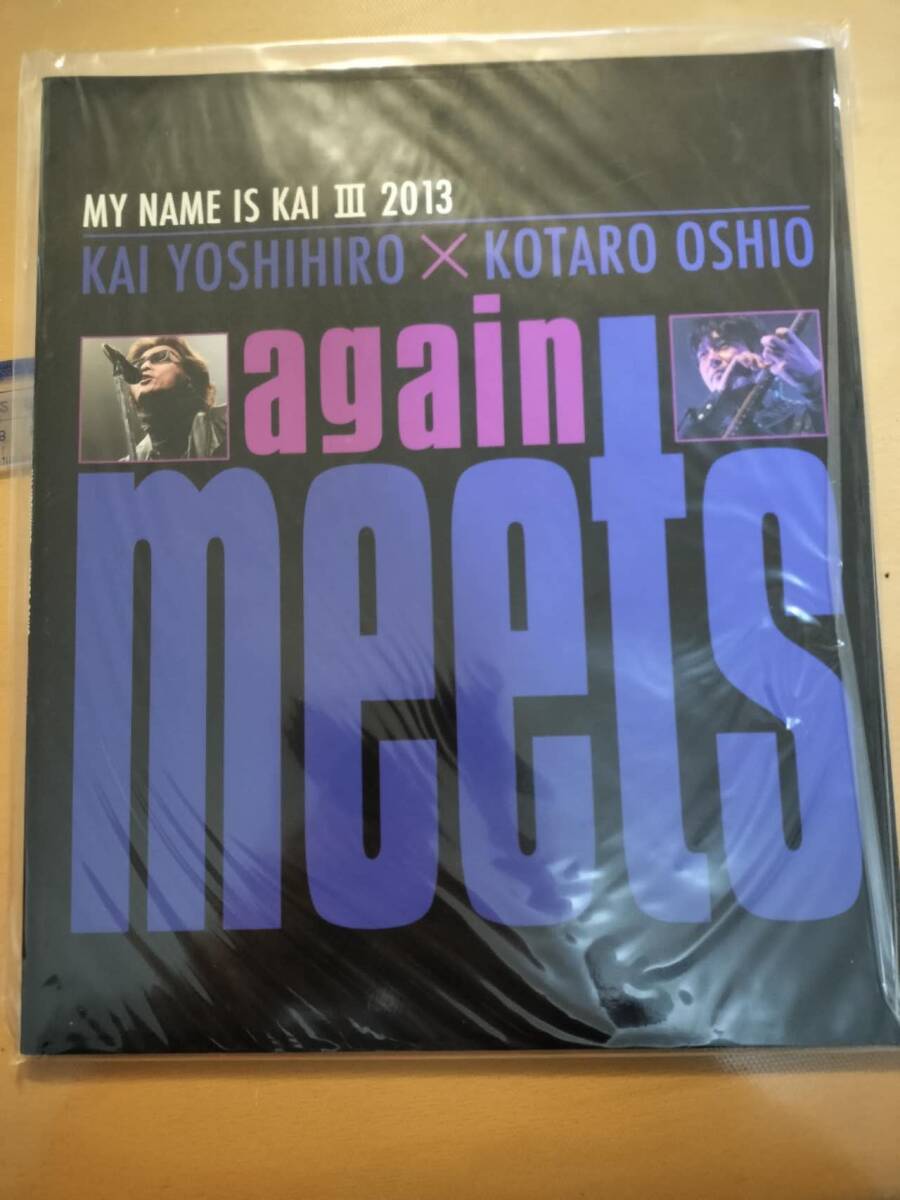 MY NAME IS KAI III 2013
KAI YOSHIHIRO × KOTARO OSHIO
again
meets